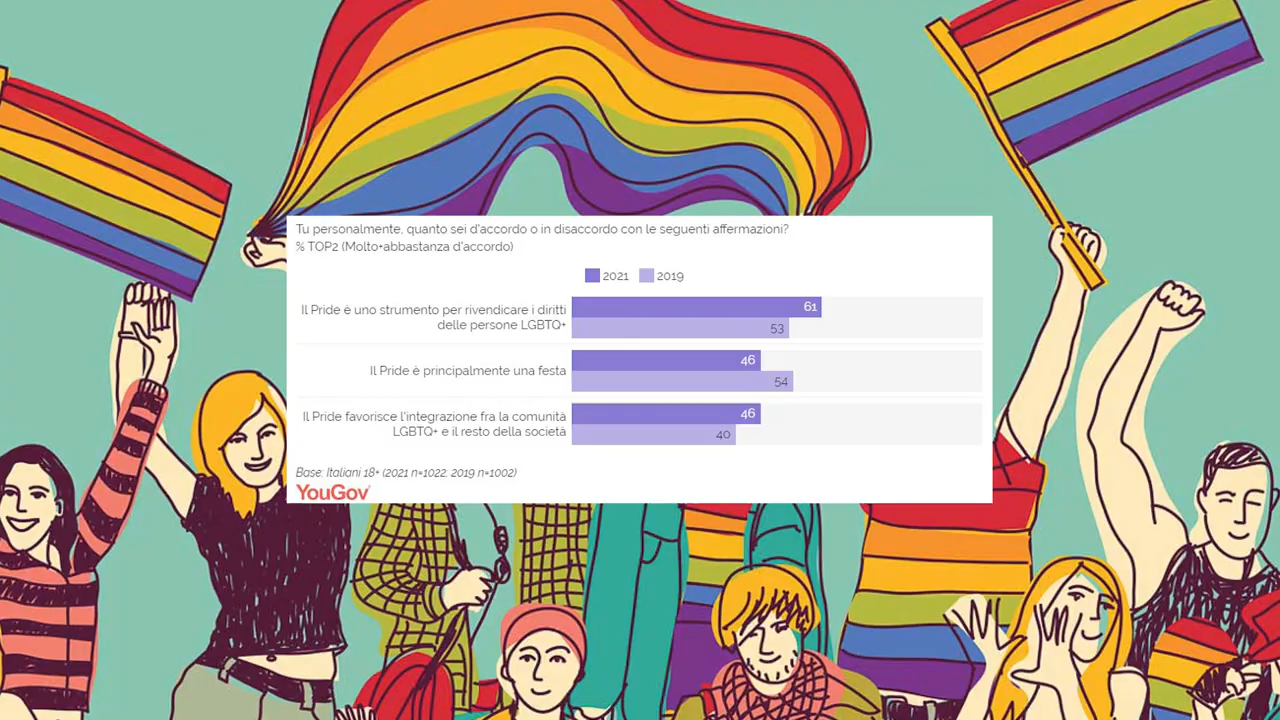 Tu personalmente, quanto sei d'accordo o in disaccordo con le seguenti affermazioni?
% TOP2 (Molto+abbastanza d'accordo)
2021 2019
Il Pride è uno strumento per rivendicare i diritti
delle persone LGBTQ+
61
53
Il Pride è principalmente una festa
46
54
Il Pride favorisce l'integrazione fra la comunità
LGBTQ+ e il resto della società
46
40
Base: Italiani 18+ (2021 n=1022, 2019 n=1002)
YouGov